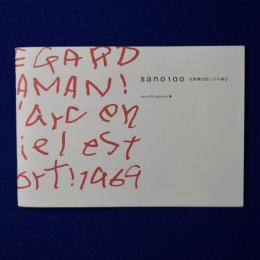 EGARD
AMAN!
'arc en
iel est
ort!1969
sano100